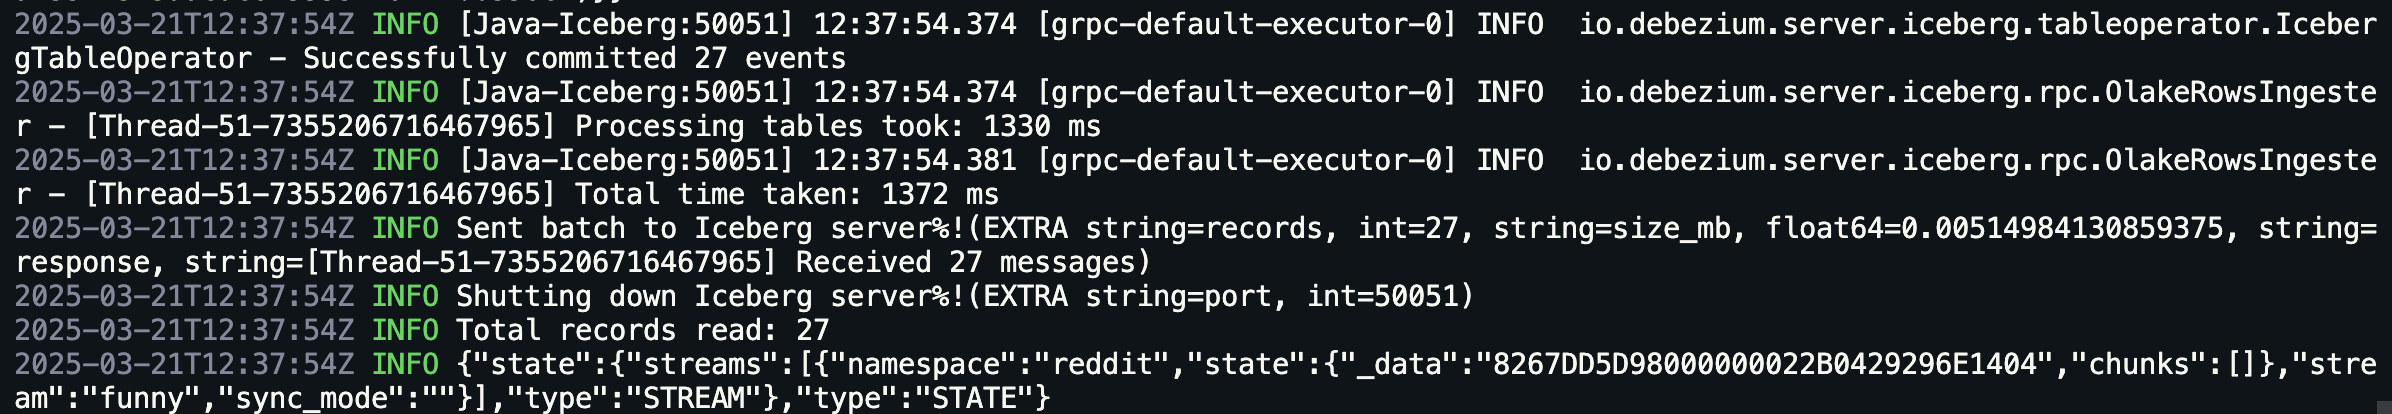 2025-03-21T12:37:54Z INFO [Java-Iceberg:50051] 12:37:54.374 [grpc-default-executor-0] INFO  io.debezium.server.iceberg.tableoperator.Iceber
gTableOperator - Successfully committed 27 events
2025-03-21T12:37:54Z INFO [Java-Iceberg:50051] 12:37:54.374 [grpc-default-executor-0] INFO  io.debezium.server.iceberg.rpc.OlakeRowsIngeste
r - [Thread-51-7355206716467965] Processing tables took: 1330 ms
2025-03-21T12:37:54Z INFO [Java-Iceberg:50051] 12:37:54.381 [grpc-default-executor-0] INFO  io.debezium.server.iceberg.rpc.OlakeRowsIngeste
r - [Thread-51-7355206716467965] Total time taken: 1372 ms
2025-03-21T12:37:54Z INFO Sent batch to Iceberg server%!(EXTRA string=records, int=27, string=size_mb, float64=0.00514984130859375, string=
response, string=[Thread-51-7355206716467965] Received 27 messages)
2025-03-21T12:37:54Z INFO Shutting down Iceberg server%!(EXTRA string=port, int=50051)
2025-03-21T12:37:54Z INFO Total records read: 27
2025-03-21T12:37:54Z INFO {"state":{"streams":[{"namespace":"reddit","state":{"_data":"8267DD5D98000000022B0429296E1404","chunks":[]},"stre
am":"funny","sync_mode":""}],"type":"STREAM"},"type":"STATE"}